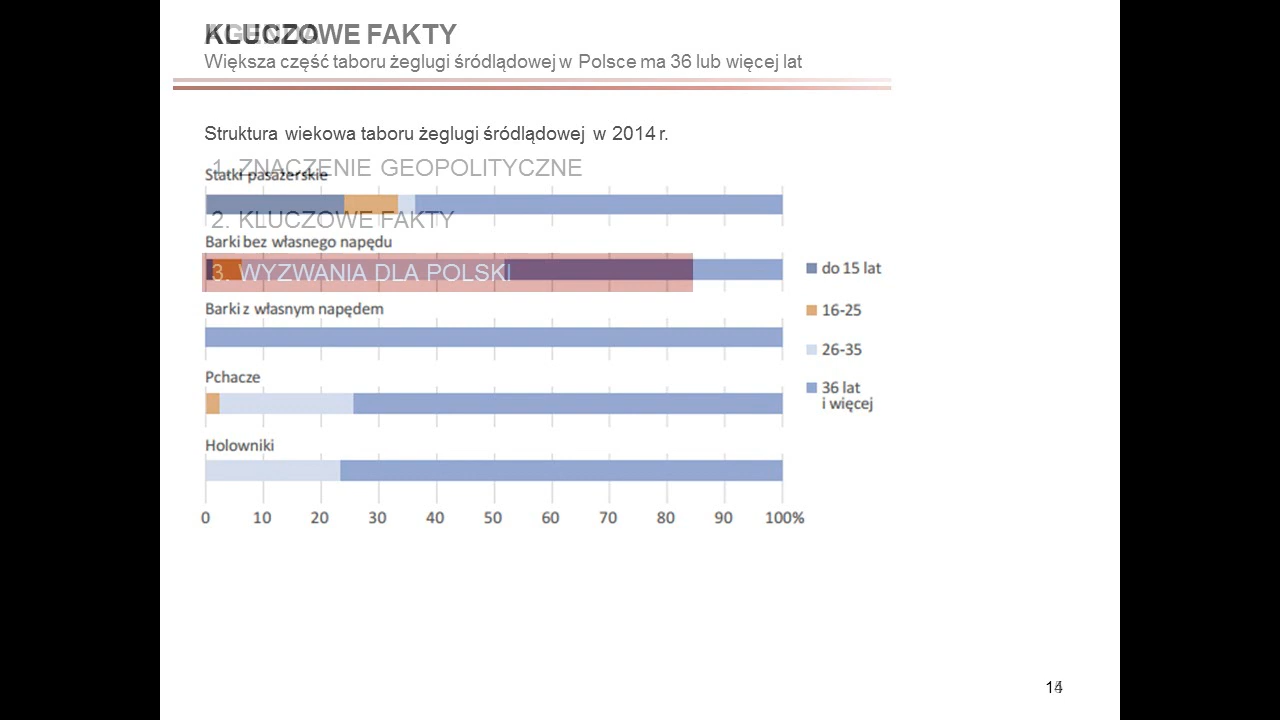 KLUCZOWE FAKTY
AGENDA
Większa część taboru żeglugi śródlądowej w Polsce ma 36 lub więcej lat
Struktura wiekowa taboru żeglugi śródlądowej w 2014 r.
1. ZNACZENIE GEOPOLITYCZNE
Statki pasażerskie
2. KLUCZOWE FAKTY
Barki bez własnego napędu
3. WYZWANIA DLA POLSKI
do 15 lat
Barki z własnym napędem
16-25
26-35
Pchacze
36 lat
i więcej
Holowniki
0 10 20 30 40 50 60 70 80 90 100%